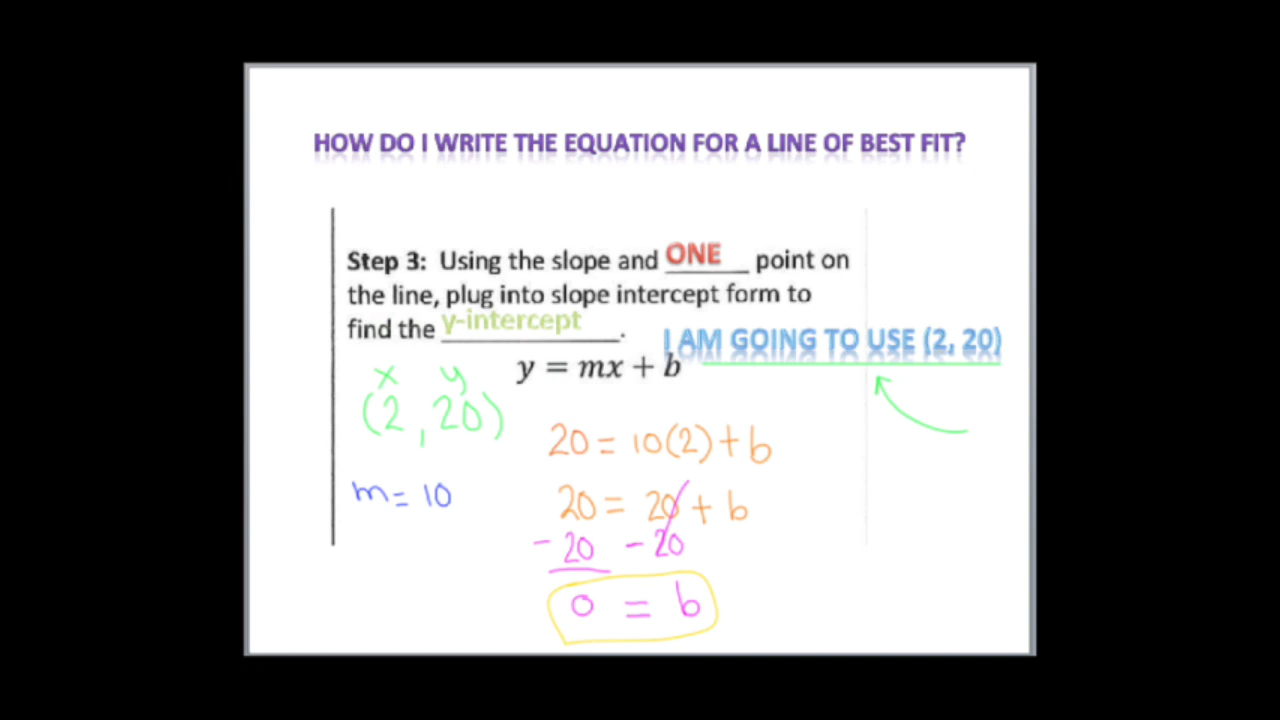 HOW DO I WRITE THE EQUATION FOR A LINE OF BEST FIT?
Step 3: Using the slope and ONE point on
the line, plug into slope intercept form to
find the y-intercept.
I AM GOING TO USE (2, 20)
y = mx + b
x y
(2, 20)
20 = 10(2) + b
m = 10
20 = 20 + b
- 20 - 20
0 = b